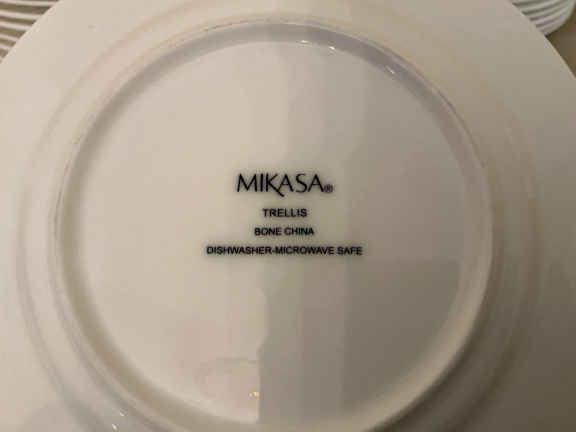 MIKASA®
TRELLIS
BONE CHINA
DISHWASHER-MICROWAVE SAFE